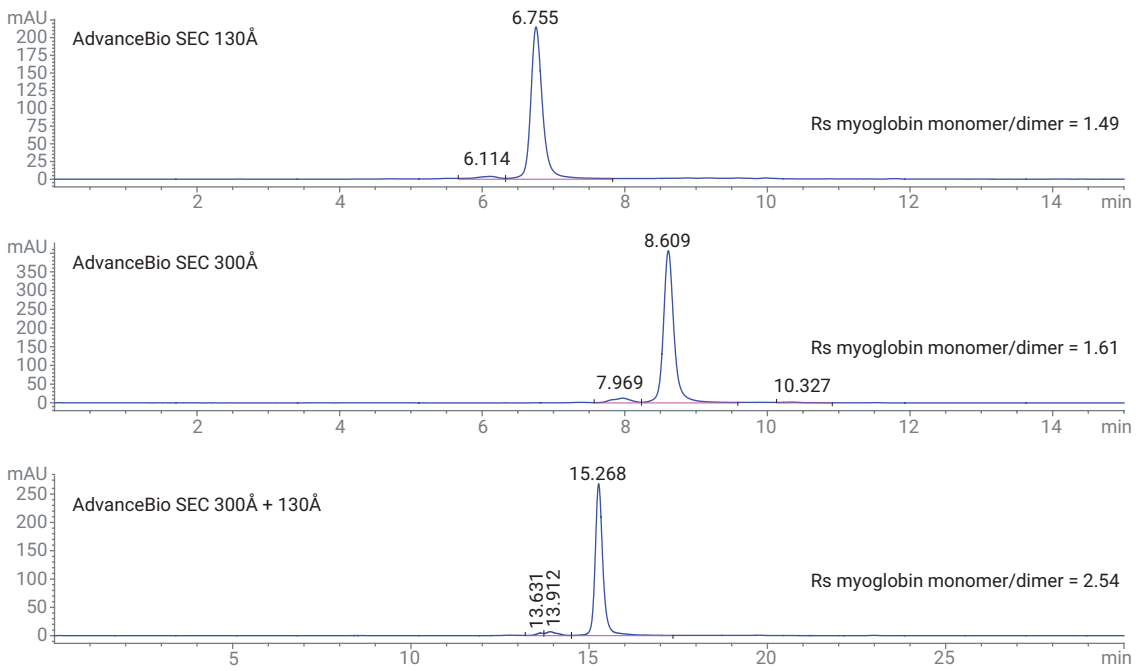 mAU
200
175
150
125
100
75
50
25
0
AdvanceBio SEC 130Å
6.755
6.114
Rs myoglobin monomer/dimer = 1.49
2 4 6 8 10 12 14 min
mAU
350
300
250
200
150
100
50
0
AdvanceBio SEC 300Å
8.609
7.969
10.327
Rs myoglobin monomer/dimer = 1.61
2 4 6 8 10 12 14 min
mAU
250
200
150
100
50
0
AdvanceBio SEC 300Å + 130Å
15.268
13.631
13.912
Rs myoglobin monomer/dimer = 2.54
5 10 15 20 25 min